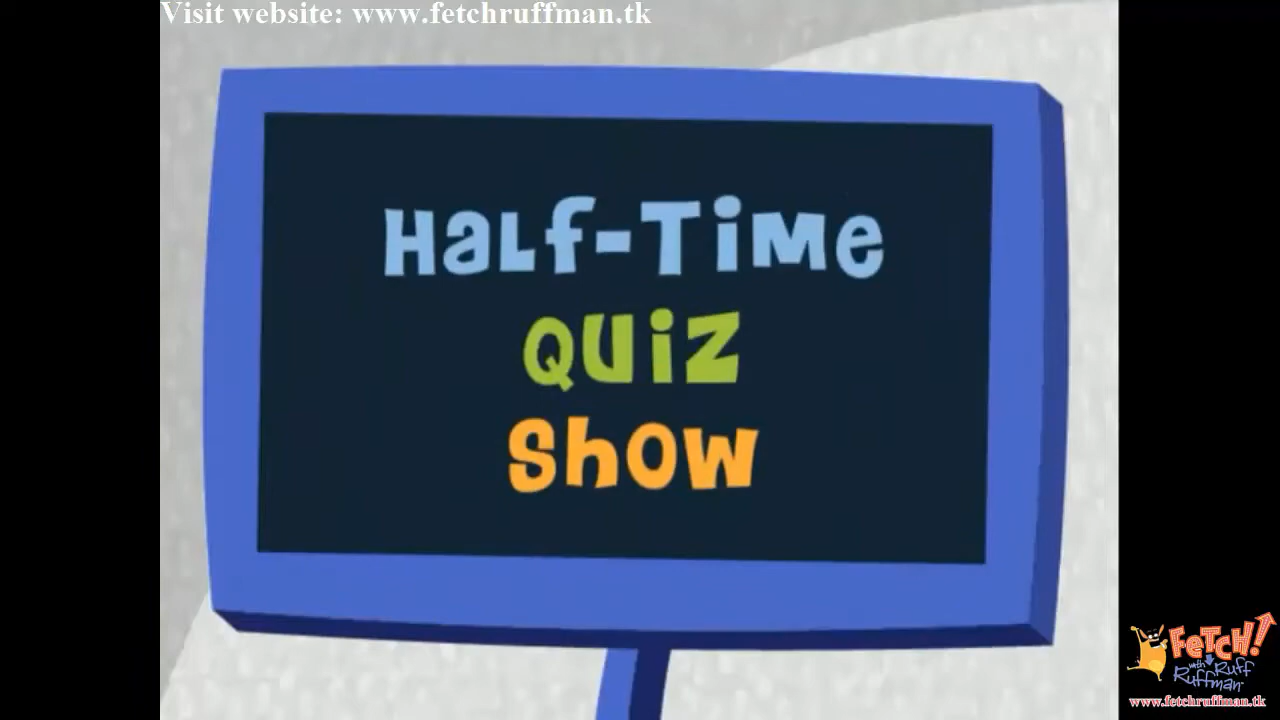 Visit website: www.fetchruffman.tk
Half-Time
Quiz
Show
FETCH!
with Ruff
Ruffman
www.fetchruffman.tk